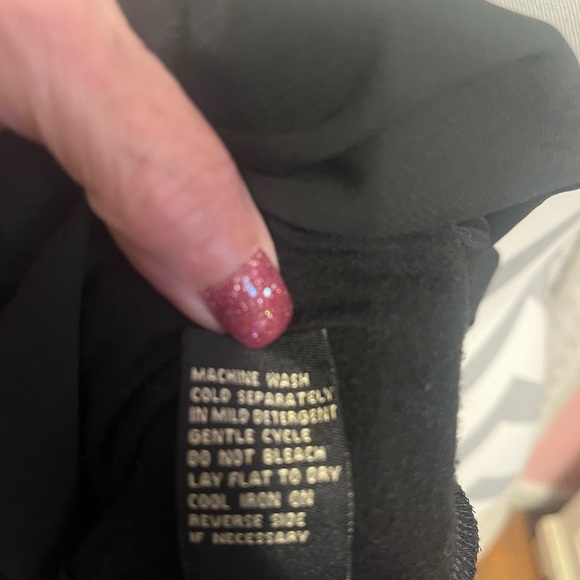 MACHINE WASH
COLD SEPARATELY
IN MILD DETERGENT
GENTLE CYCLE
DO NOT BLEACH
LAY FLAT TO DRY
COOL IRON ON
REVERSE SIDE
IF NECESSARY